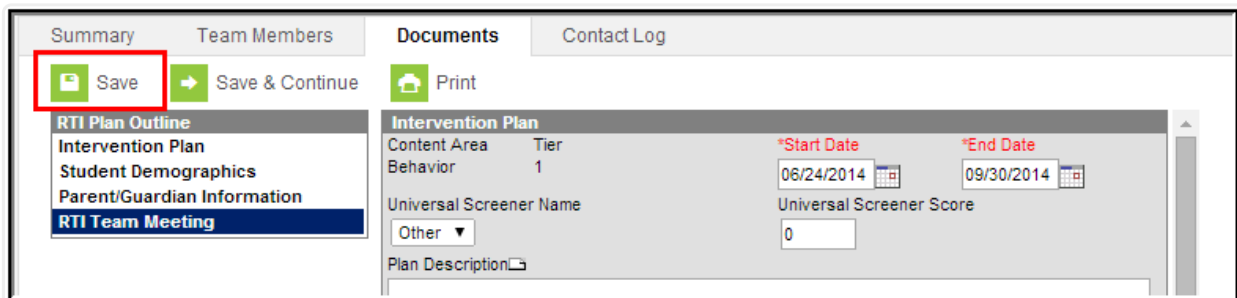 Summary Team Members Documents Contact Log
Save Save & Continue Print
RTI Plan Outline
Intervention Plan
Student Demographics
Parent/Guardian Information
RTI Team Meeting
Intervention Plan
Content Area Tier *Start Date *End Date
Behavior 1
06/24/2014 09/30/2014
Universal Screener Name Universal Screener Score
Other 0
Plan Description